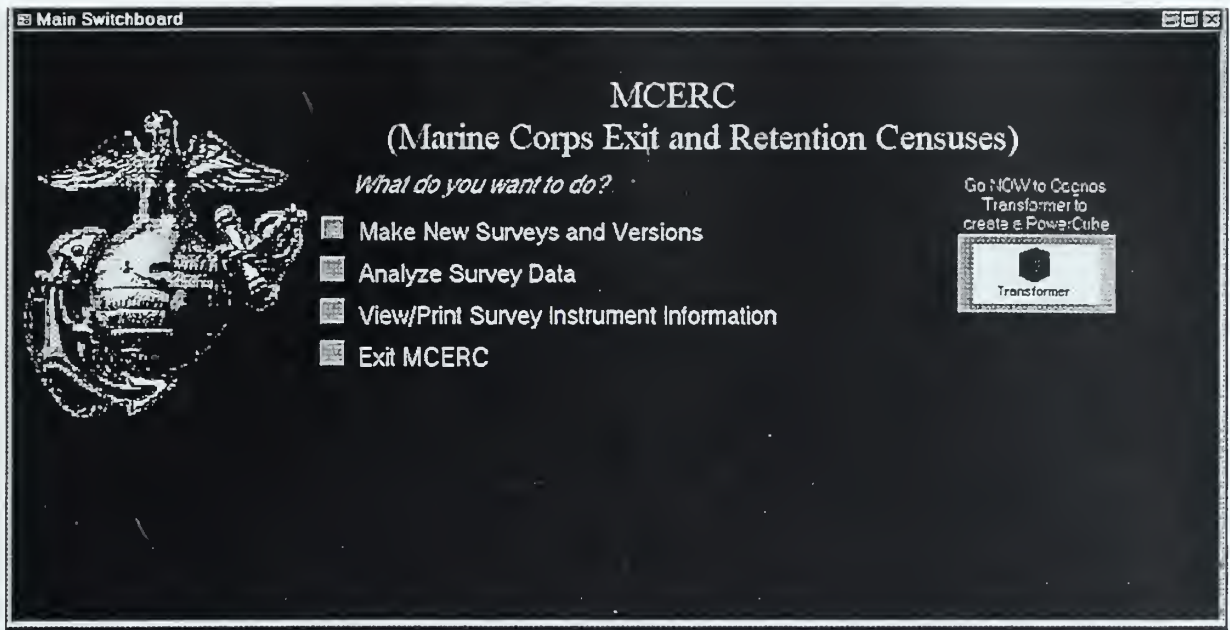 Main Switchboard
MCERC
(Marine Corps Exit and Retention Censuses)
What do you want to do?
Make New Surveys and Versions
Analyze Survey Data
View/Print Survey Instrument Information
Exit MCERC
Go NOW to Cognos
Transformer to
create a PowerCube
Transformer